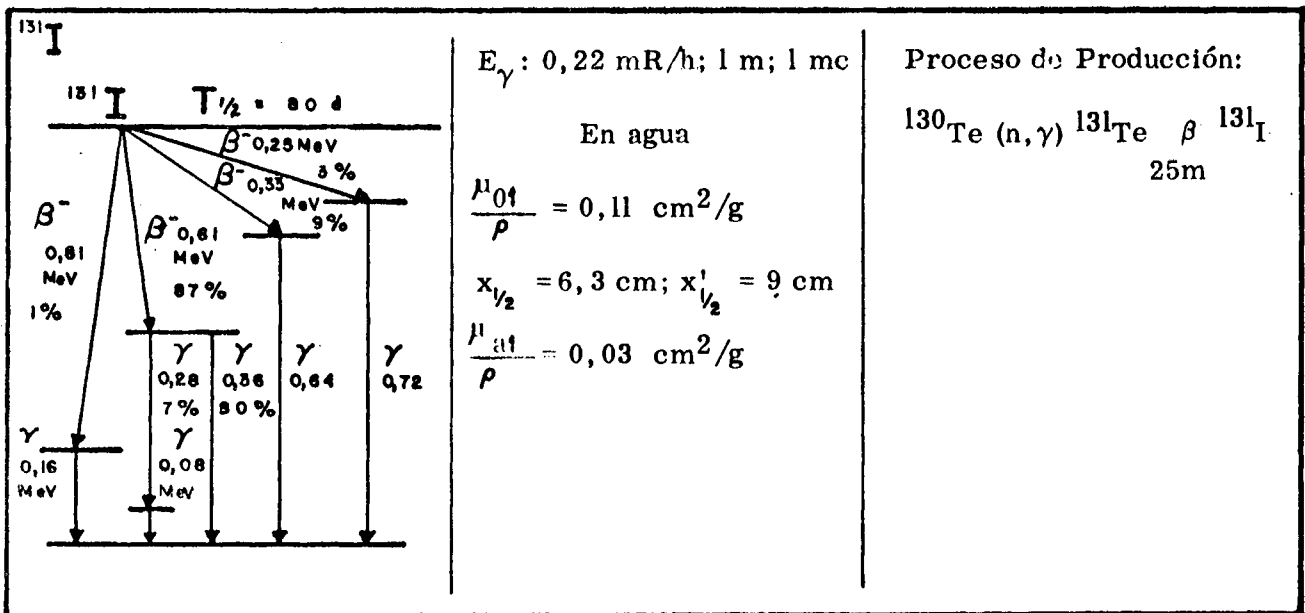 131I
131I T1/2 = 80 d
β- 0,25 MeV
3 %
β- 0,33
MeV
9%
β-
0,81
MeV
1%
β- 0,61
MeV
87%
γ
0,28
7%
γ
0,36
80%
γ
0,64
γ
0,72
γ
0,08
MeV
γ
0,16
MeV
Eγ: 0,22 mR/h; 1 m; 1 mc
En agua
μ0t/ρ = 0,11 cm²/g
x1/2 = 6,3 cm; x'1/2 = 9 cm
μat/ρ = 0,03 cm²/g
Proceso de Producción:
130Te (n,γ) 131Te β 131I
25m